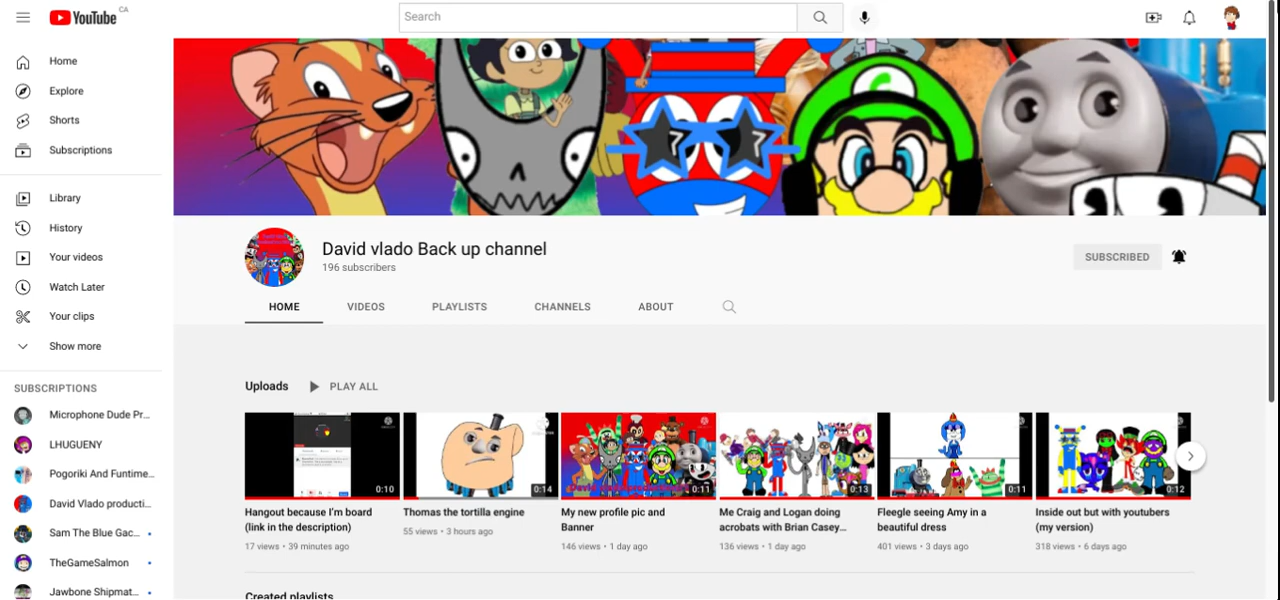 YouTube CA
Search
Home
Explore
Shorts
Subscriptions
Library
History
Your videos
Watch Later
Your clips
Show more
SUBSCRIPTIONS
Microphone Dude Pr...
LHUGUENY
Pogoriki And Funtime...
David Vlado producti...
Sam The Blue Gac...
TheGameSalmon
Jawbone Shipmat...
David vlado Back up channel
196 subscribers
SUBSCRIBED
HOME VIDEOS PLAYLISTS CHANNELS ABOUT
Uploads PLAY ALL
0:10
Hangout because I'm board
(link in the description)
17 views • 39 minutes ago
0:14
Thomas the tortilla engine
55 views • 3 hours ago
0:11
My new profile pic and
Banner
146 views • 1 day ago
0:13
Me Craig and Logan doing
acrobats with Brian Casey...
136 views • 1 day ago
0:11
Fleegle seeing Amy in a
beautiful dress
401 views • 3 days ago
0:12
Inside out but with youtubers
(my version)
318 views • 6 days ago
Created playlists